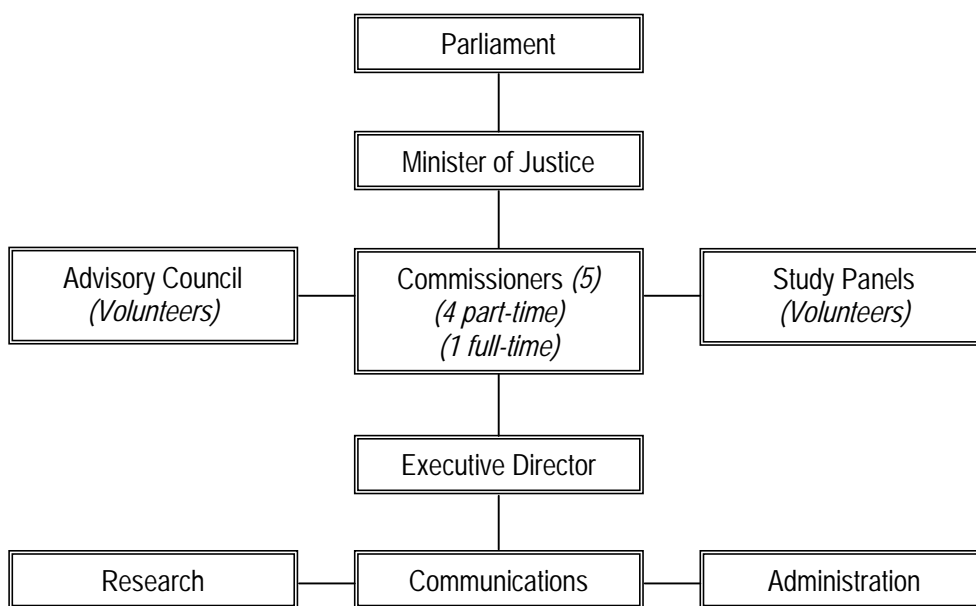 Parliament
Minister of Justice
Advisory Council
(Volunteers)
Commissioners (5)
(4 part-time)
(1 full-time)
Study Panels
(Volunteers)
Executive Director
Research
Communications
Administration